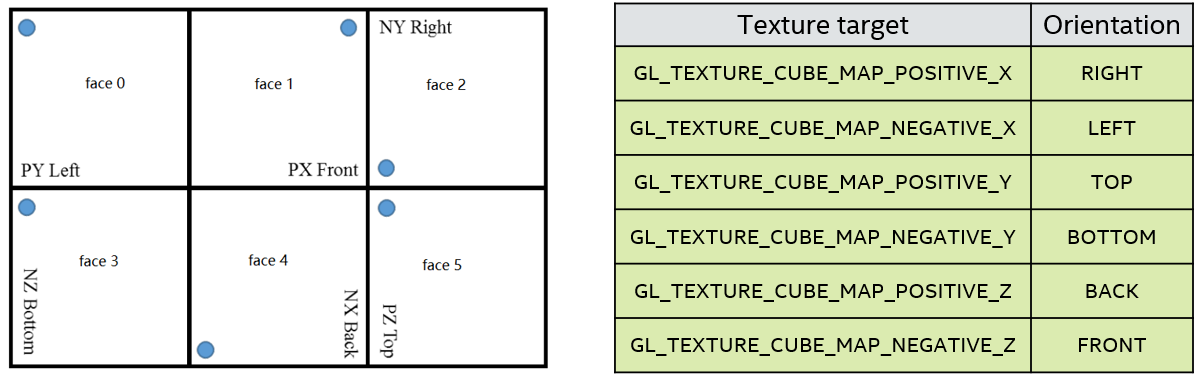 NY Right
face 0
face 1
face 2
PY Left
PX Front
face 3
face 4
face 5
NZ Bottom
NX Back
PZ Top
Texture target Orientation
GL_TEXTURE_CUBE_MAP_POSITIVE_X RIGHT
GL_TEXTURE_CUBE_MAP_NEGATIVE_X LEFT
GL_TEXTURE_CUBE_MAP_POSITIVE_Y TOP
GL_TEXTURE_CUBE_MAP_NEGATIVE_Y BOTTOM
GL_TEXTURE_CUBE_MAP_POSITIVE_Z BACK
GL_TEXTURE_CUBE_MAP_NEGATIVE_Z FRONT